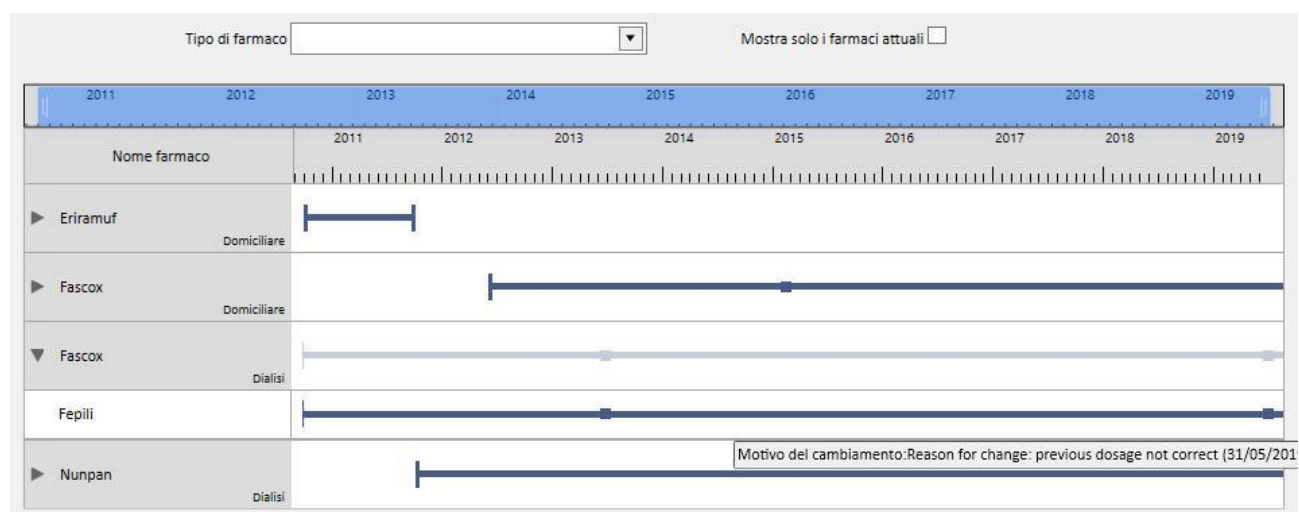 Tipo di farmaco Mostra solo i farmaci attuali
2011 2012 2013 2014 2015 2016 2017 2018 2019
Nome farmaco 2011 2012 2013 2014 2015 2016 2017 2018 2019
Eriramuf
Domiciliare
Fascox
Domiciliare
Fascox
Dialisi
Fepili
Motivo del cambiamento:Reason for change: previous dosage not correct (31/05/201
Nunpan
Dialisi